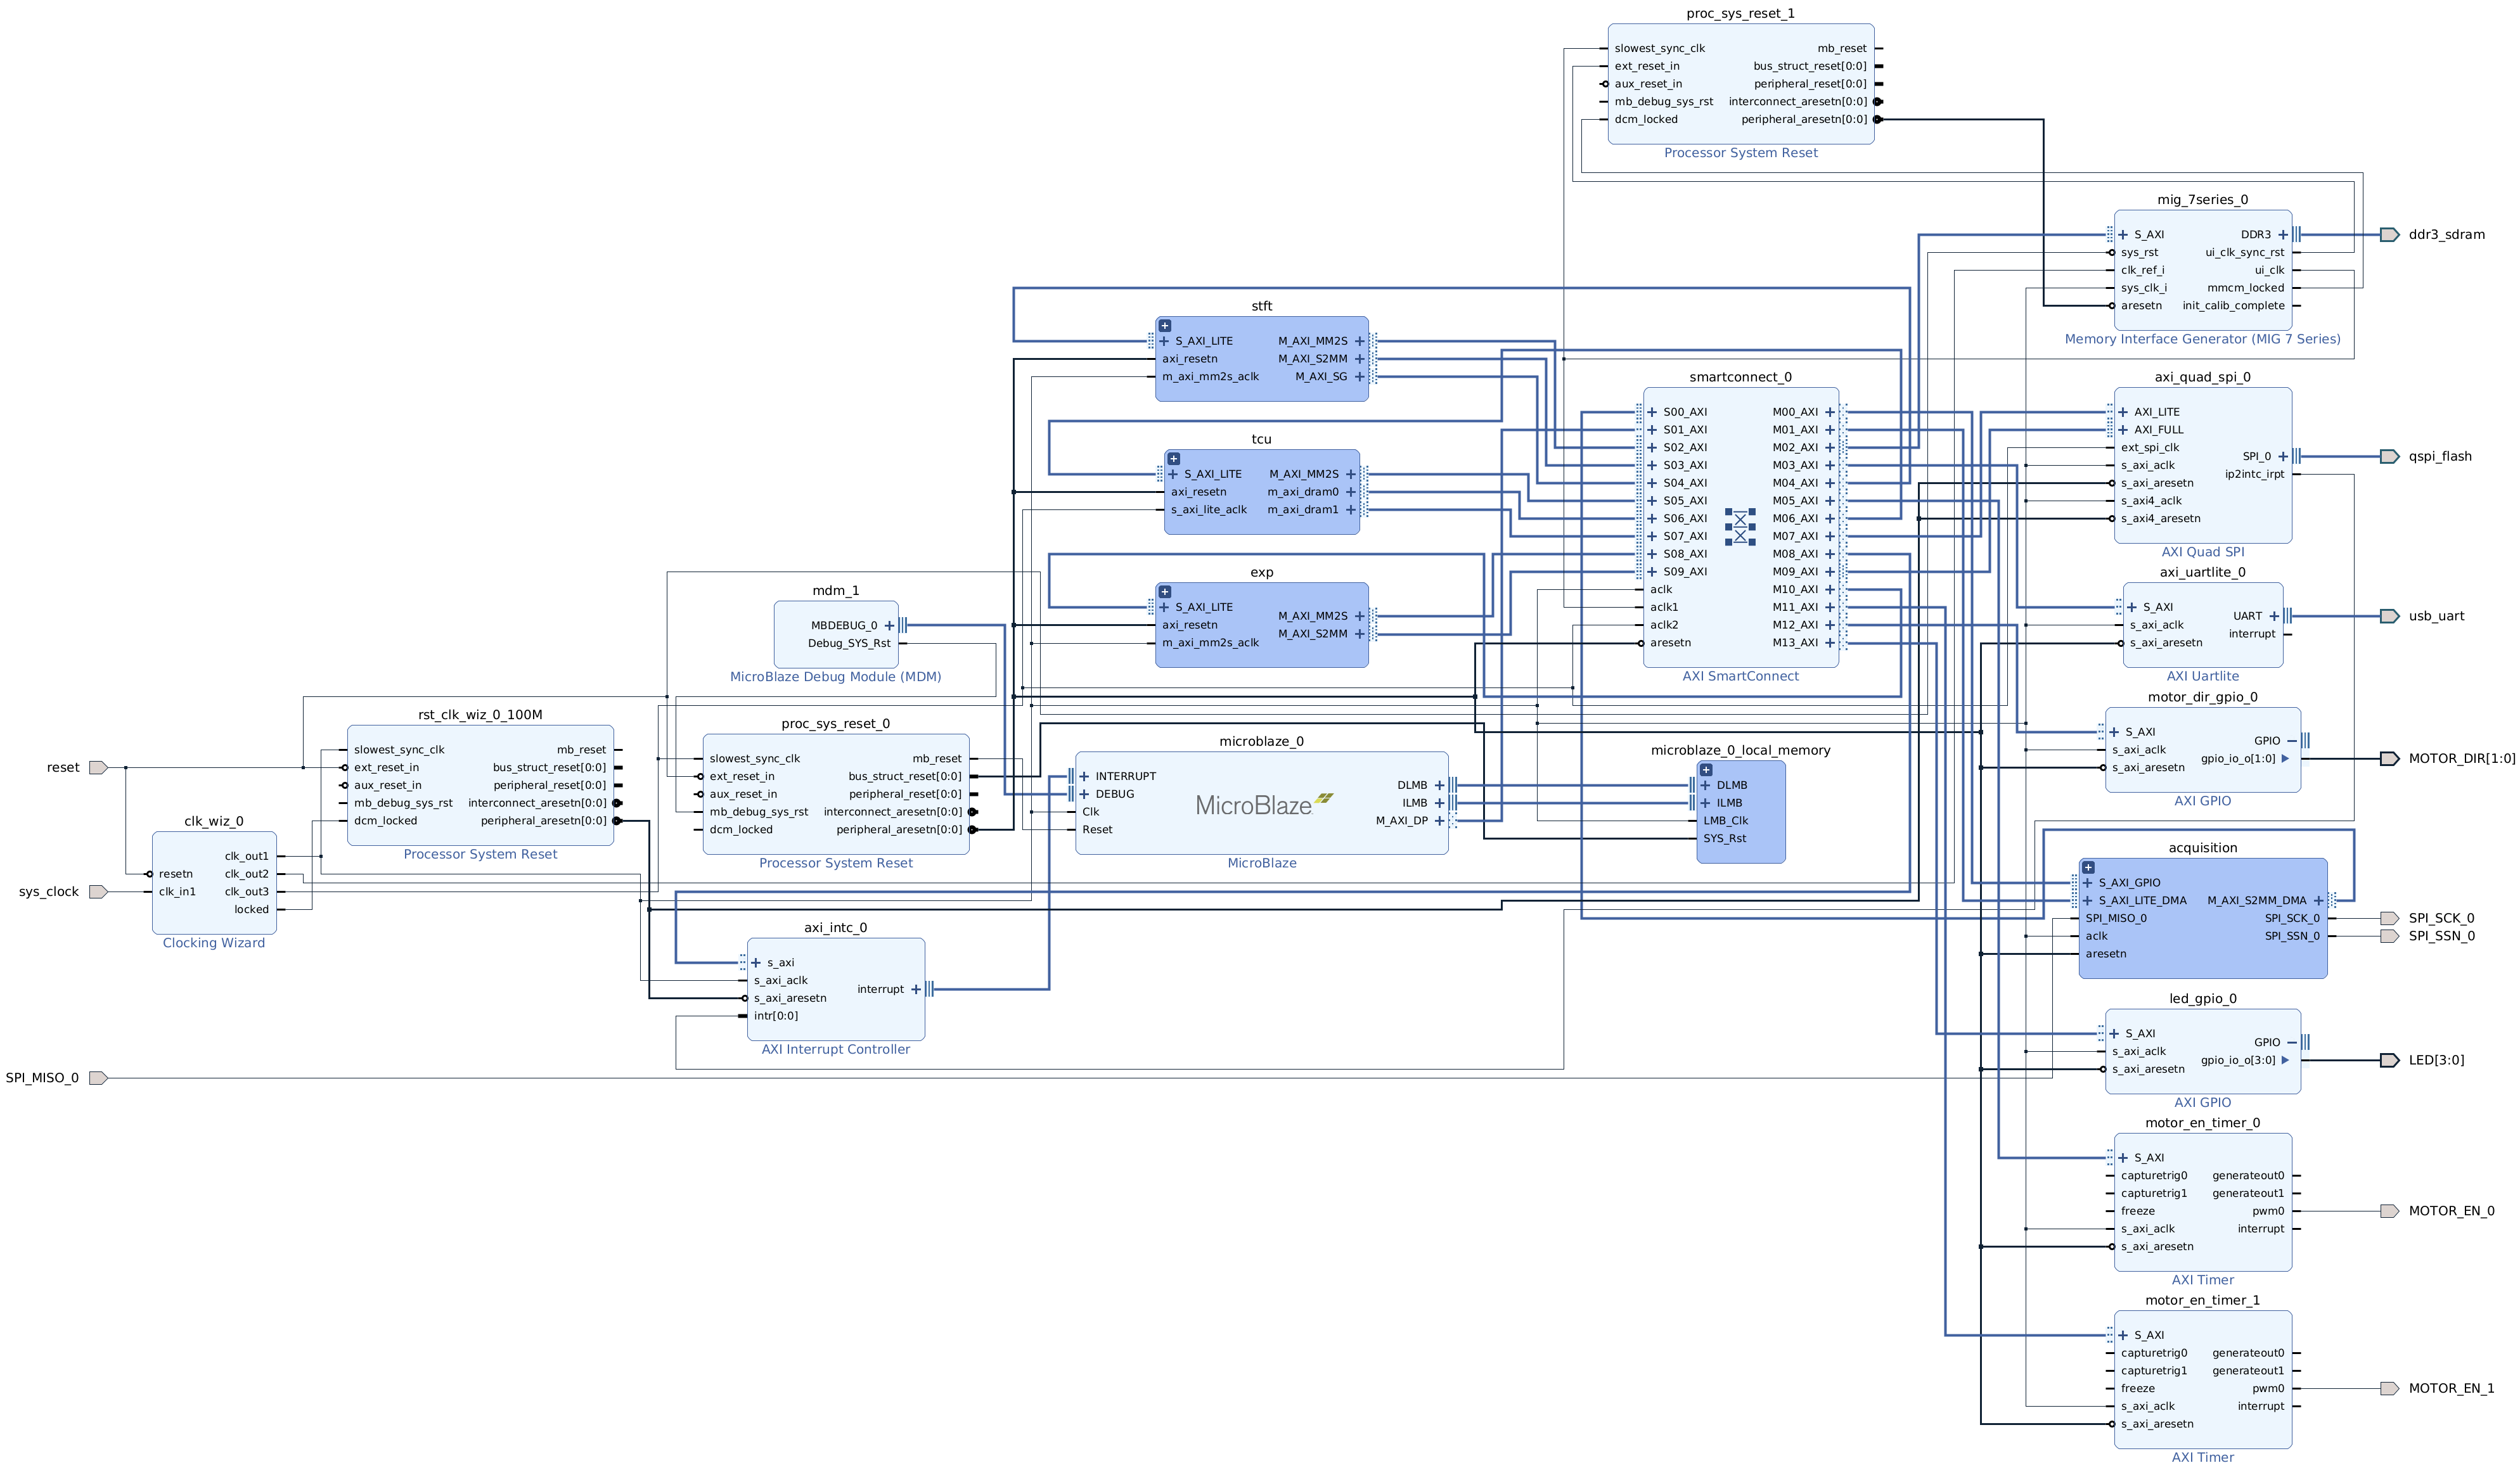 proc_sys_reset_1
slowest_sync_clk
ext_reset_in
aux_reset_in
mb_debug_sys_rst
dcm_locked
mb_reset
bus_struct_reset[0:0]
peripheral_reset[0:0]
interconnect_aresetn[0:0]
peripheral_aresetn[0:0]
Processor System Reset
mig_7series_0
S_AXI
sys_rst
clk_ref_i
sys_clk_i
aresetn
DDR3
ui_clk_sync_rst
ui_clk
mmcm_locked
init_calib_complete
Memory Interface Generator (MIG 7 Series)
ddr3_sdram
stft
S_AXI_LITE
axi_resetn
m_axi_mm2s_aclk
M_AXI_MM2S
M_AXI_S2MM
M_AXI_SG
tcu
S_AXI_LITE
axi_resetn
s_axi_lite_aclk
M_AXI_MM2S
m_axi_dram0
m_axi_dram1
exp
S_AXI_LITE
axi_resetn
m_axi_mm2s_aclk
M_AXI_MM2S
M_AXI_S2MM
smartconnect_0
S00_AXI
S01_AXI
S02_AXI
S03_AXI
S04_AXI
S05_AXI
S06_AXI
S07_AXI
S08_AXI
S09_AXI
aclk
aclk1
aclk2
aresetn
M00_AXI
M01_AXI
M02_AXI
M03_AXI
M04_AXI
M05_AXI
M06_AXI
M07_AXI
M08_AXI
M09_AXI
M10_AXI
M11_AXI
M12_AXI
M13_AXI
AXI SmartConnect
axi_quad_spi_0
AXI_LITE
AXI_FULL
ext_spi_clk
s_axi_aclk
s_axi_aresetn
s_axi4_aclk
s_axi4_aresetn
SPI_0
ip2intc_irpt
AXI Quad SPI
qspi_flash
axi_uartlite_0
S_AXI
s_axi_aclk
s_axi_aresetn
UART
interrupt
AXI Uartlite
usb_uart
mdm_1
MBDEBUG_0
Debug_SYS_Rst
MicroBlaze Debug Module (MDM)
motor_dir_gpio_0
S_AXI
s_axi_aclk
s_axi_aresetn
GPIO
gpio_io_o[1:0]
AXI GPIO
MOTOR_DIR[1:0]
reset
sys_clock
SPI_MISO_0
clk_wiz_0
resetn
clk_in1
clk_out1
clk_out2
clk_out3
locked
Clocking Wizard
rst_clk_wiz_0_100M
slowest_sync_clk
ext_reset_in
aux_reset_in
mb_debug_sys_rst
dcm_locked
mb_reset
bus_struct_reset[0:0]
peripheral_reset[0:0]
interconnect_aresetn[0:0]
peripheral_aresetn[0:0]
Processor System Reset
proc_sys_reset_0
slowest_sync_clk
ext_reset_in
aux_reset_in
mb_debug_sys_rst
dcm_locked
mb_reset
bus_struct_reset[0:0]
peripheral_reset[0:0]
interconnect_aresetn[0:0]
peripheral_aresetn[0:0]
Processor System Reset
microblaze_0
INTERRUPT
DEBUG
Clk
Reset
MicroBlaze
DLMB
ILMB
M_AXI_DP
MicroBlaze
microblaze_0_local_memory
DLMB
ILMB
LMB_Clk
SYS_Rst
axi_intc_0
s_axi
s_axi_aclk
s_axi_aresetn
intr[0:0]
interrupt
AXI Interrupt Controller
acquisition
S_AXI_GPIO
S_AXI_LITE_DMA
SPI_MISO_0
aclk
aresetn
M_AXI_S2MM_DMA
SPI_SCK_0
SPI_SSN_0
SPI_SCK_0
SPI_SSN_0
led_gpio_0
S_AXI
s_axi_aclk
s_axi_aresetn
GPIO
gpio_io_o[3:0]
AXI GPIO
LED[3:0]
motor_en_timer_0
S_AXI
capturetrig0
capturetrig1
freeze
s_axi_aclk
s_axi_aresetn
generateout0
generateout1
pwm0
interrupt
AXI Timer
MOTOR_EN_0
motor_en_timer_1
S_AXI
capturetrig0
capturetrig1
freeze
s_axi_aclk
s_axi_aresetn
generateout0
generateout1
pwm0
interrupt
AXI Timer
MOTOR_EN_1